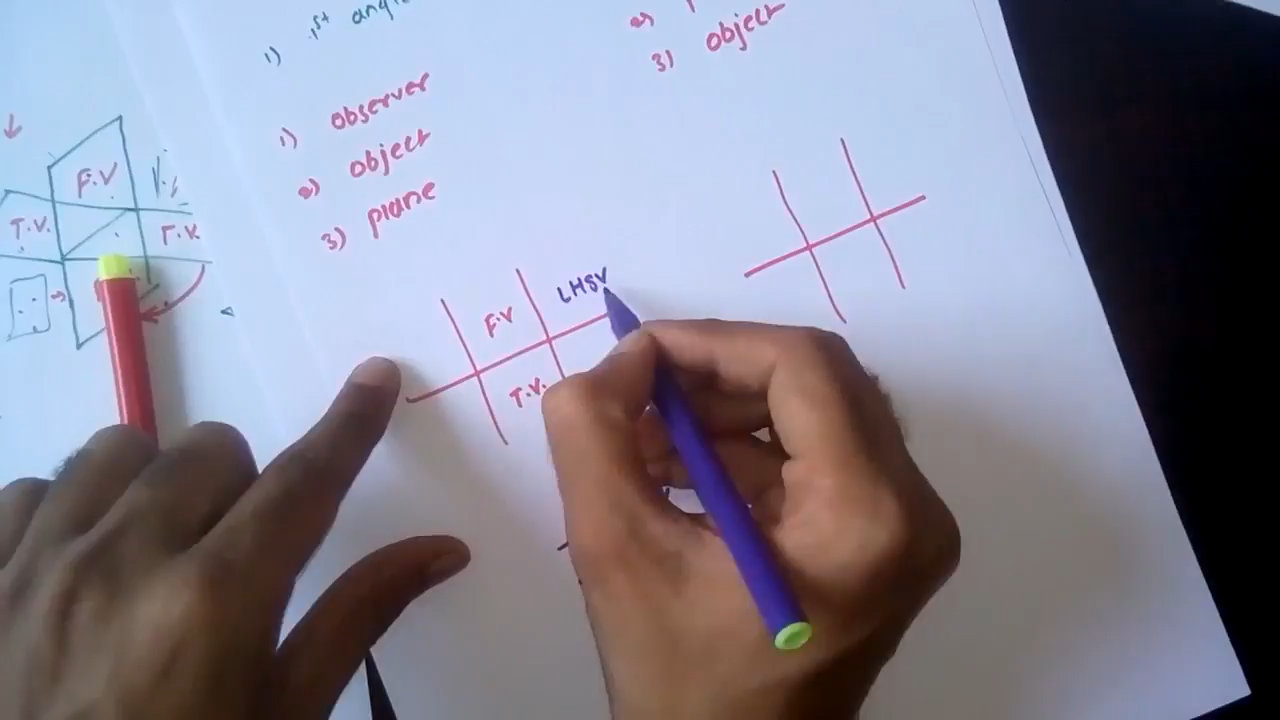 1) 1st angle
1) observer
2) object
3) plane
3) object
F.V
T.V.
F.V
LHSV
T.V.